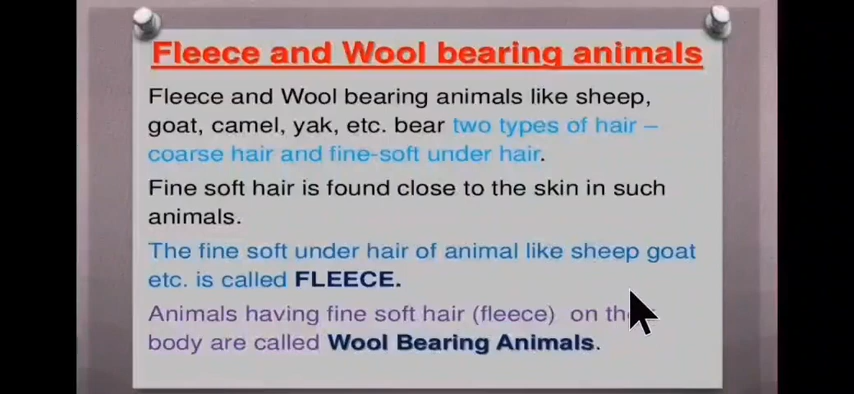 Fleece and Wool bearing animals
Fleece and Wool bearing animals like sheep,
goat, camel, yak, etc. bear two types of hair –
coarse hair and fine-soft under hair.
Fine soft hair is found close to the skin in such
animals.
The fine soft under hair of animal like sheep goat
etc. is called FLEECE.
Animals having fine soft hair (fleece) on
body are called Wool Bearing Animals.